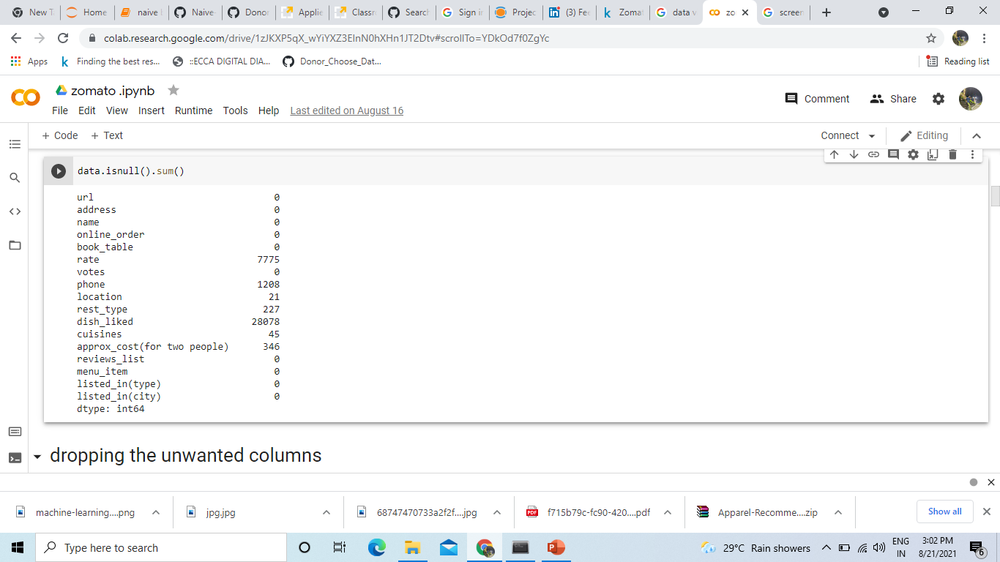 New T
Home
naive
Naive-
Donor
Applie
Classr
Search
Sign in
Projec
(3) Fee
Zomat
data v
zo
screen
colab.research.google.com/drive/1zJKXP5qX_wYiYXZ3EInN0hXHn1JT2Dtv#scrollTo=YDkOd7f0ZgYc
Apps
Finding the best res...
::ECCA DIGITAL DIA...
Donor_Choose_Dat...
Reading list
zomato .ipynb
File Edit View Insert Runtime Tools Help Last edited on August 16
Comment
Share
+ Code + Text
Connect
Editing
data.isnull().sum()
url 0
address 0
name 0
online_order 0
book_table 0
rate 7775
votes 0
phone 1208
location 21
rest_type 227
dish_liked 28078
cuisines 45
approx_cost(for two people) 346
reviews_list 0
menu_item 0
listed_in(type) 0
listed_in(city) 0
dtype: int64
dropping the unwanted columns
machine-learning....png
jpg.jpg
68747470733a2f2f....jpg
PDF
f715b79c-fc90-420....pdf
Apparel-Recomme....zip
Show all
Type here to search
29°C Rain showers
ENG
IN
3:02 PM
8/21/2021
6